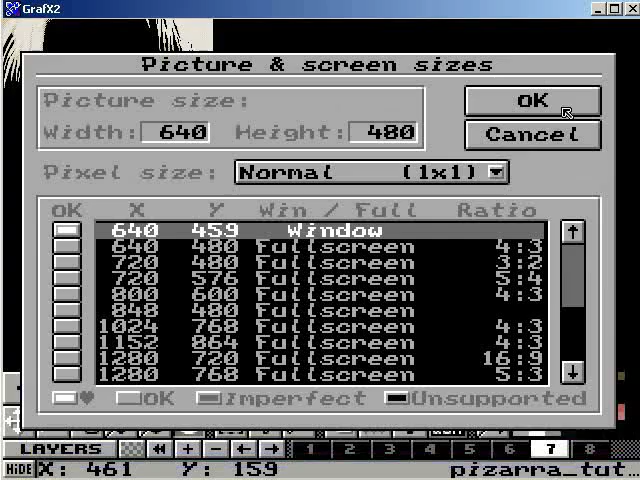 GrafX2
Picture & screen sizes
Picture size:
Width: 640 Height: 480
OK
Cancel
Pixel size: Normal (1x1)
OK X Y Win / Full Ratio
640 459 Window
640 480 Fullscreen 4:3
720 480 Fullscreen 3:2
720 576 Fullscreen 5:4
800 600 Fullscreen 4:3
848 480 Fullscreen
1024 768 Fullscreen 4:3
1152 864 Fullscreen 4:3
1280 720 Fullscreen 16:9
1280 768 Fullscreen 5:3
♥ OK Imperfect Unsupported
LAYERS 1 2 3 4 5 6 7 8
HiDE X: 461 Y: 159 pizarra_tut…